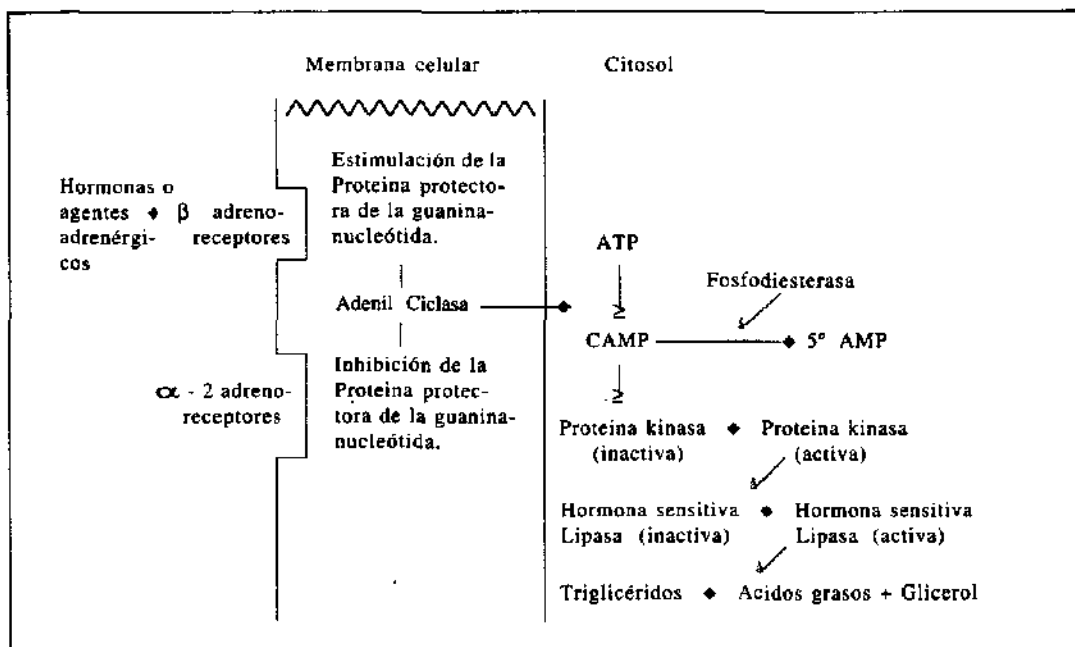 Membrana celular
Citosol
Hormonas o
agentes ♦ β adreno-
adrenérgi- receptores
cos
Estimulación de la
Proteina protecto-
ra de la guanina-
nucleótida.
Adenil Ciclasa
α - 2 adreno-
receptores
Inhibición de la
Proteina protec-
tora de la guanina-
nucleótida.
ATP
≥
Fosfodiesterasa
CAMP
5º AMP
≥
Proteina kinasa ♦ Proteina kinasa
(inactiva) (activa)
Hormona sensitiva ♦ Hormona sensitiva
Lipasa (inactiva) Lipasa (activa)
Triglicéridos ♦ Acidos grasos + Glicerol